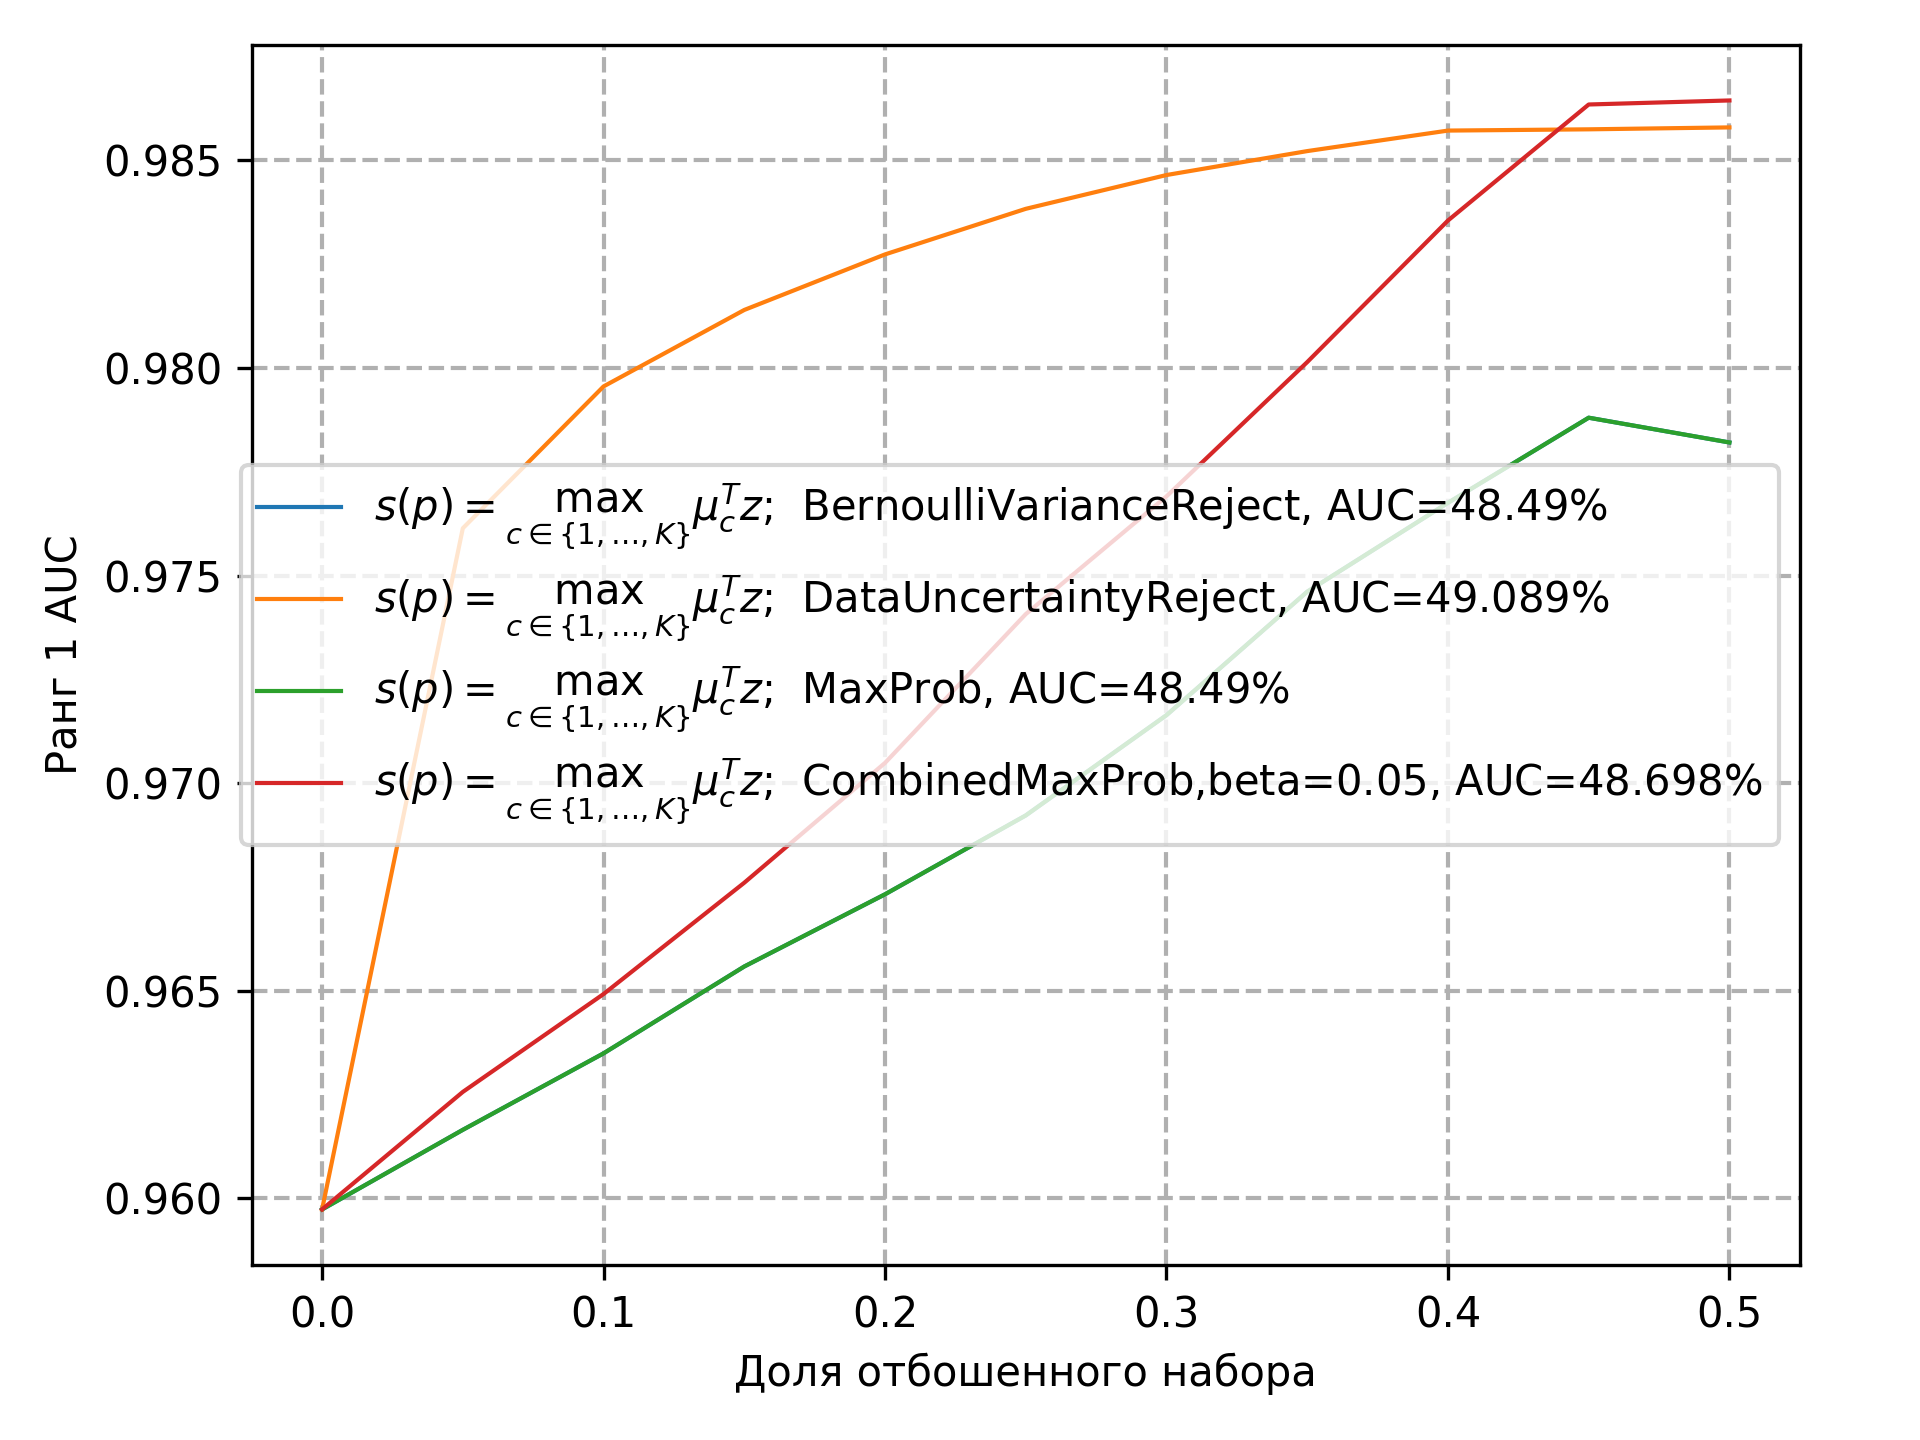 0.985
0.980
0.975
0.970
0.965
0.960
Ранг 1 AUC
s(p) = max c∈{1,...,K} μ_c^T z; BernoulliVarianceReject, AUC=48.49%
s(p) = max c∈{1,...,K} μ_c^T z; DataUncertaintyReject, AUC=49.089%
s(p) = max c∈{1,...,K} μ_c^T z; MaxProb, AUC=48.49%
s(p) = max c∈{1,...,K} μ_c^T z; CombinedMaxProb,beta=0.05, AUC=48.698%
0.0 0.1 0.2 0.3 0.4 0.5
Доля отбошенного набора